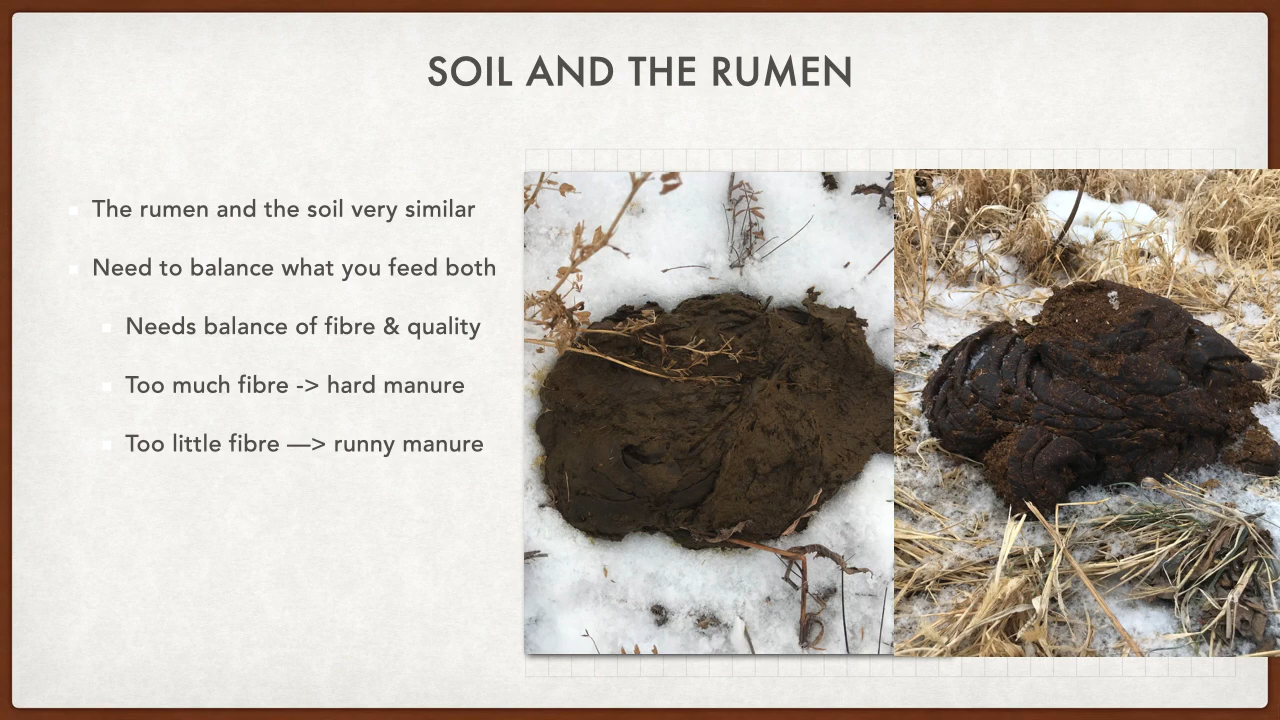 SOIL AND THE RUMEN
The rumen and the soil very similar
Need to balance what you feed both
Needs balance of fibre & quality
Too much fibre -> hard manure
Too little fibre —> runny manure